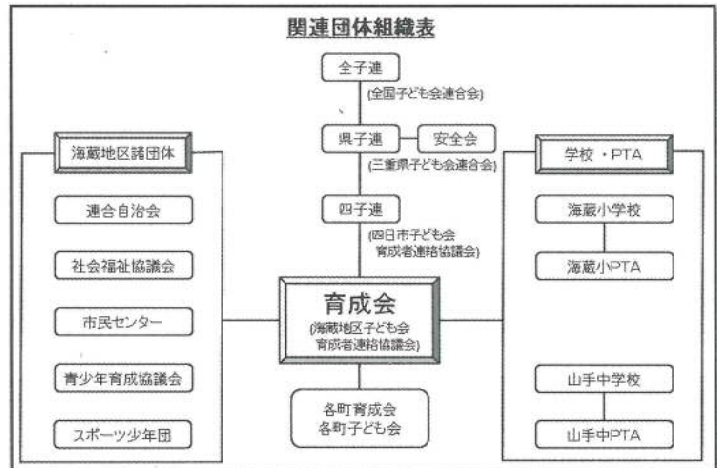 関連団体組織表
全子連
(全国子ども会連合会)
県子連
安全会
(三重県子ども会連合会)
四子連
(四日市子ども会
育成者連絡協議会)
育成会
(海蔵地区子ども会
育成者連絡協議会)
各町育成会
各町子ども会
海蔵地区諸団体
連合自治会
社会福祉協議会
市民センター
青少年育成協議会
スポーツ少年団
学校・PTA
海蔵小学校
海蔵小PTA
山手中学校
山手中PTA